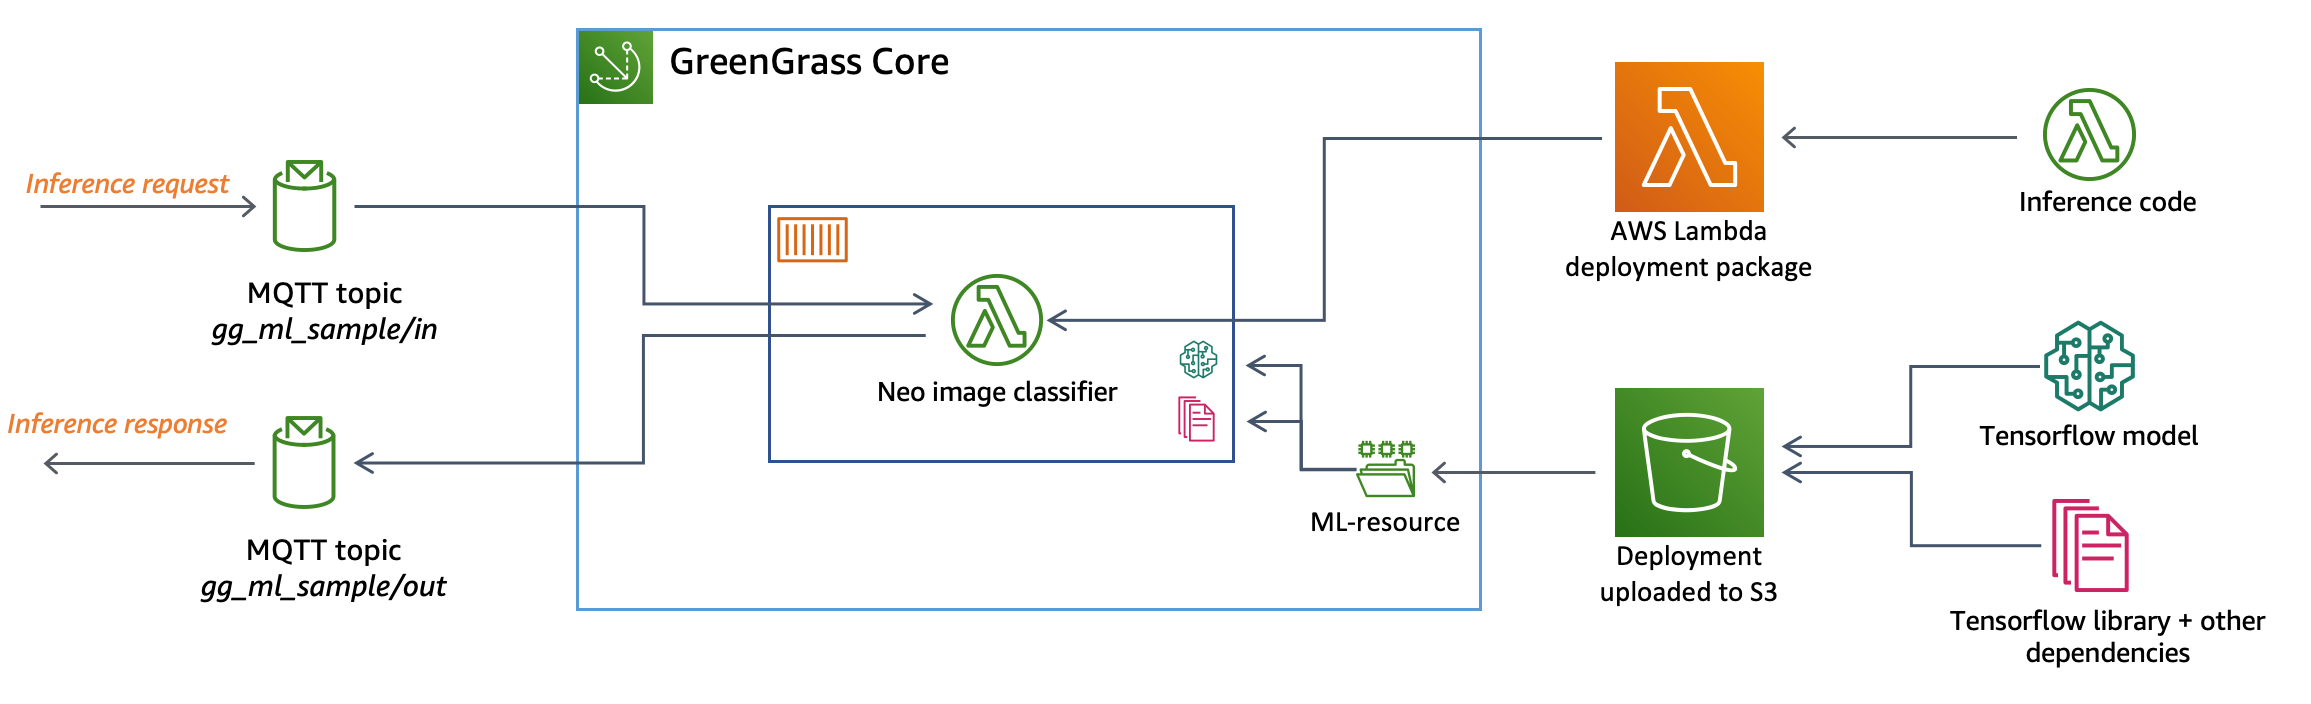 GreenGrass Core
Inference request
MQTT topic
gg_ml_sample/in
Inference response
MQTT topic
gg_ml_sample/out
Neo image classifier
ML-resource
AWS Lambda
deployment package
Inference code
Deployment
uploaded to S3
Tensorflow model
Tensorflow library + other
dependencies